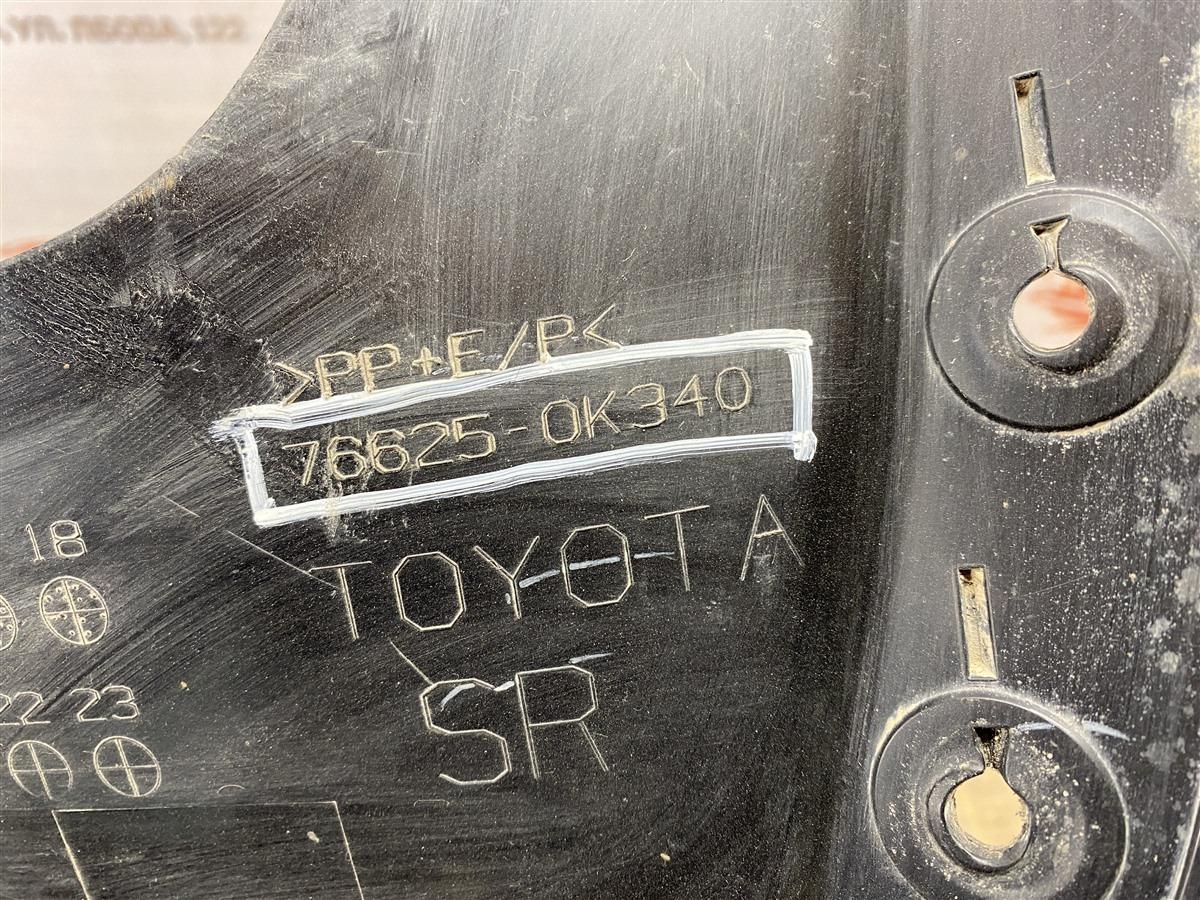 >PP+E/P<
76625-0K340
TOYOTA
SR
18
22 23